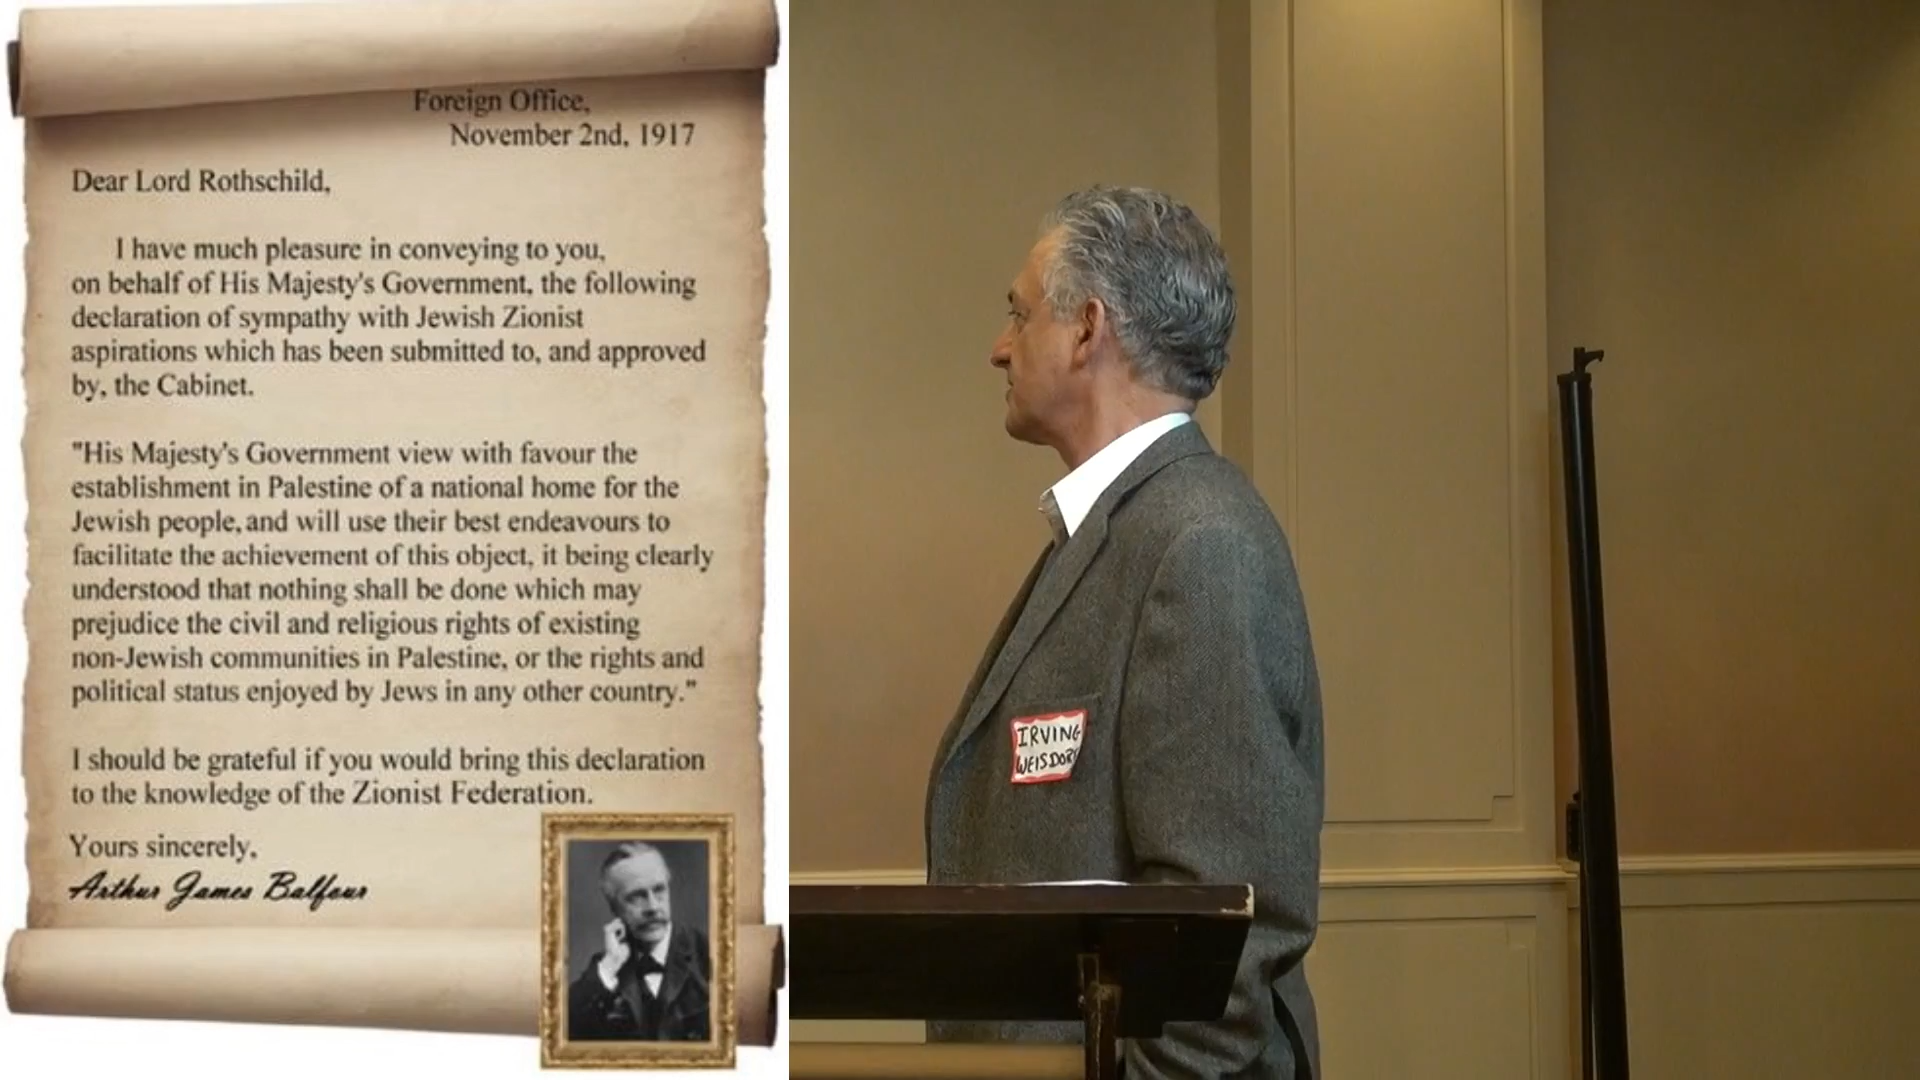 Foreign Office,
November 2nd, 1917
Dear Lord Rothschild,
I have much pleasure in conveying to you,
on behalf of His Majesty's Government, the following
declaration of sympathy with Jewish Zionist
aspirations which has been submitted to, and approved
by, the Cabinet.
"His Majesty's Government view with favour the
establishment in Palestine of a national home for the
Jewish people, and will use their best endeavours to
facilitate the achievement of this object, it being clearly
understood that nothing shall be done which may
prejudice the civil and religious rights of existing
non-Jewish communities in Palestine, or the rights and
political status enjoyed by Jews in any other country."
I should be grateful if you would bring this declaration
to the knowledge of the Zionist Federation.
Yours sincerely,
Arthur James Balfour
IRVING
WEISDORF